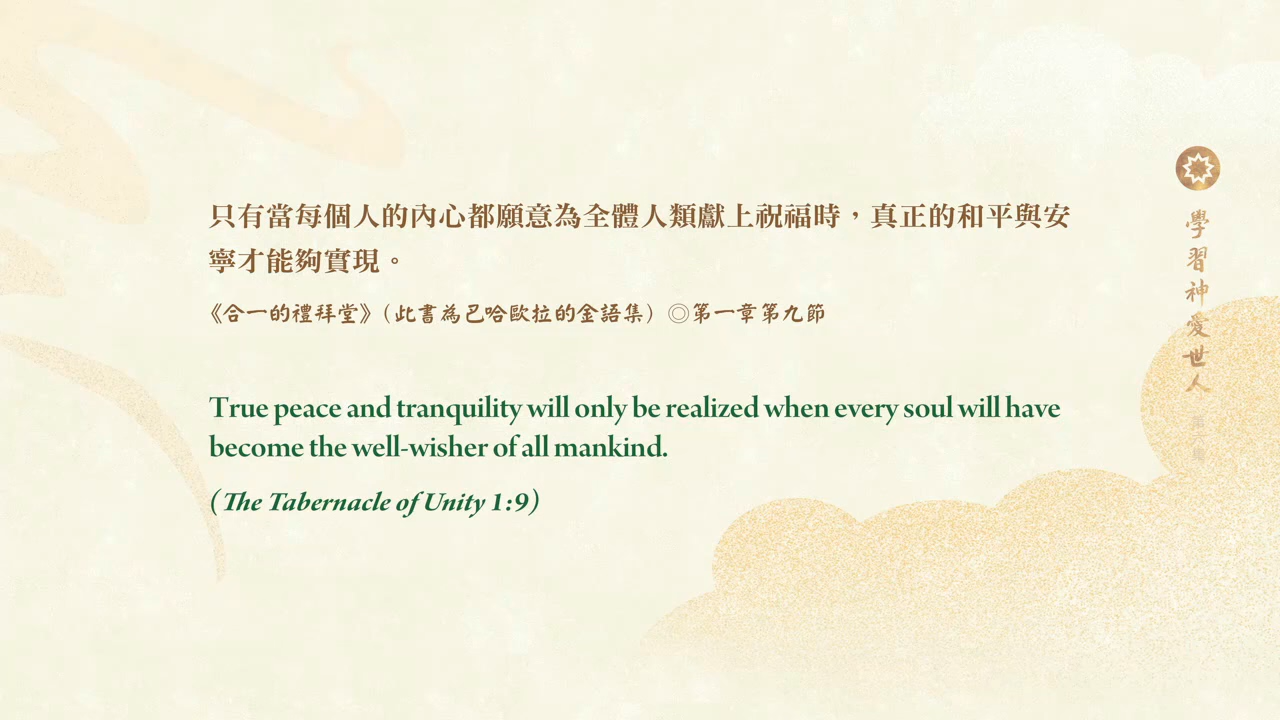 只有當每個人的內心都願意為全體人類獻上祝福時，真正的和平與安
寧才能夠實現。
《合一的禮拜堂》（此書為巴哈歐拉的金語集）◎第一章第九節
True peace and tranquility will only be realized when every soul will have
become the well-wisher of all mankind.
(The Tabernacle of Unity 1:9)
學習神愛世人